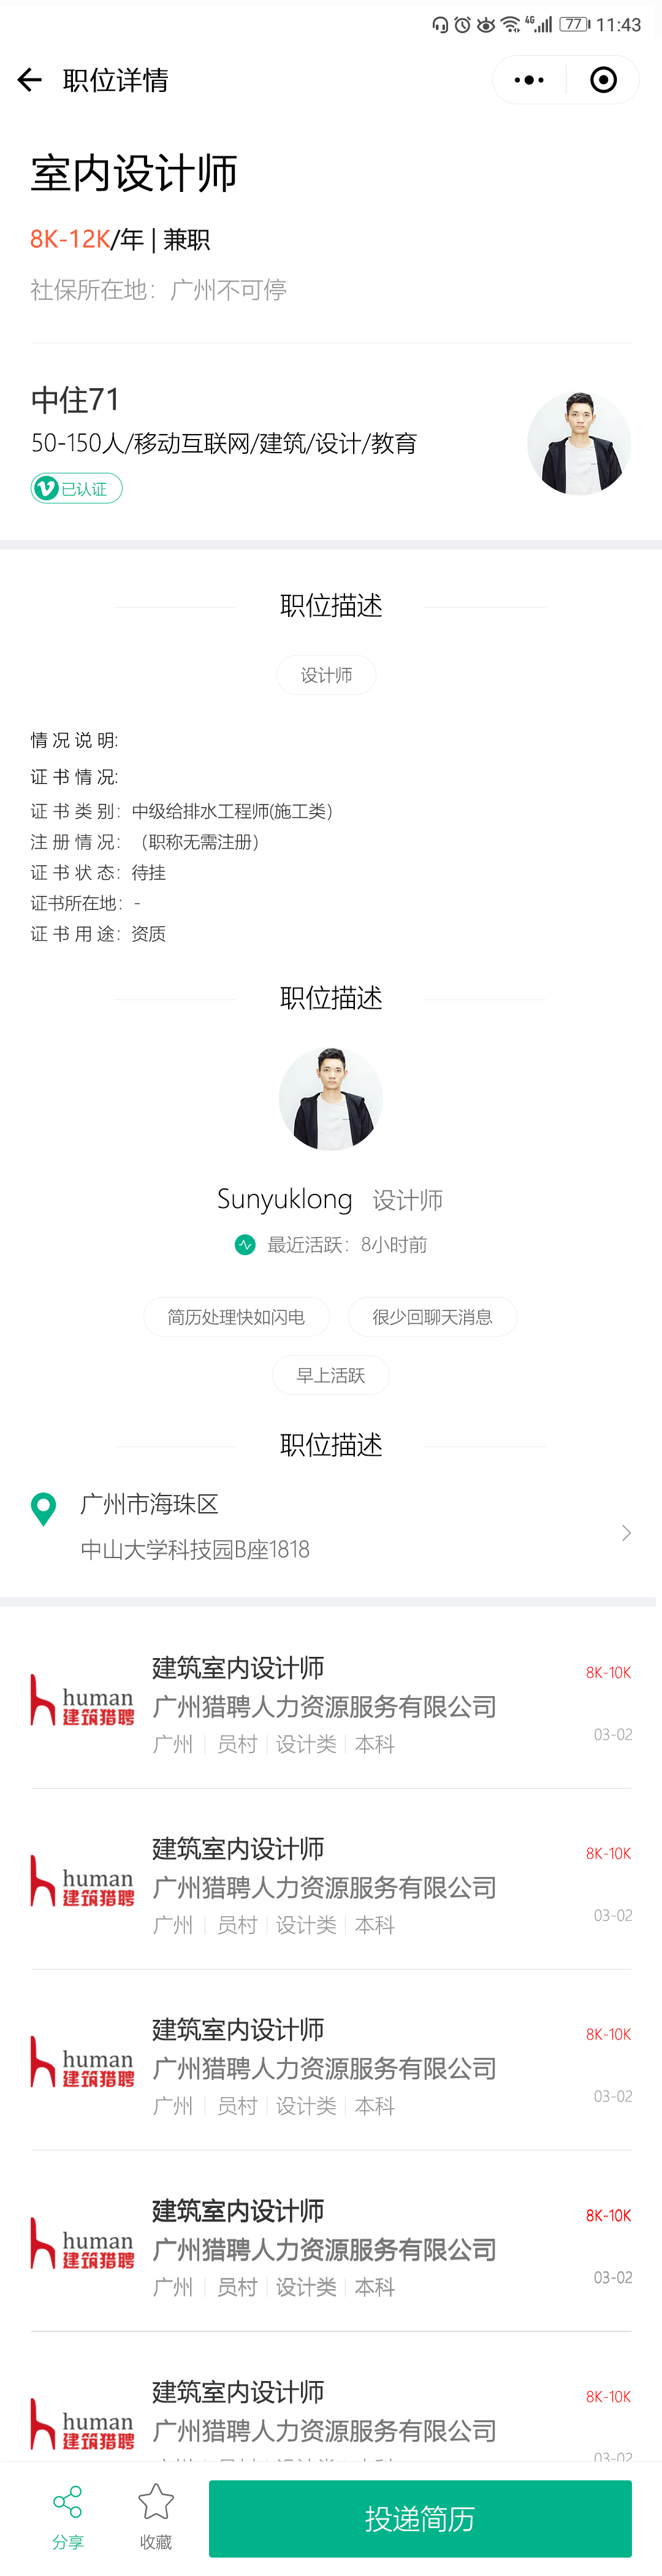 4G 77 11:43
职位详情
室内设计师
8K-12K/年 | 兼职
社保所在地：广州不可停
中住71
50-150人/移动互联网/建筑/设计/教育
已认证
职位描述
设计师
情 况 说 明:
证 书 情 况:
证 书 类 别：中级给排水工程师(施工类）
注 册 情 况：（职称无需注册）
证 书 状 态：待挂
证书所在地：-
证 书 用 途：资质
职位描述
Sunyuklong 设计师
最近活跃：8小时前
简历处理快如闪电 很少回聊天消息
早上活跃
职位描述
广州市海珠区
中山大学科技园B座1818
human
建筑猎聘
建筑室内设计师 8K-10K
广州猎聘人力资源服务有限公司
广州 | 员村 | 设计类 | 本科 03-02
human
建筑猎聘
建筑室内设计师 8K-10K
广州猎聘人力资源服务有限公司
广州 | 员村 | 设计类 | 本科 03-02
human
建筑猎聘
建筑室内设计师 8K-10K
广州猎聘人力资源服务有限公司
广州 | 员村 | 设计类 | 本科 03-02
human
建筑猎聘
建筑室内设计师 8K-10K
广州猎聘人力资源服务有限公司
广州 | 员村 | 设计类 | 本科 03-02
human
建筑猎聘
建筑室内设计师 8K-10K
广州猎聘人力资源服务有限公司
03-02
分享 收藏 投递简历